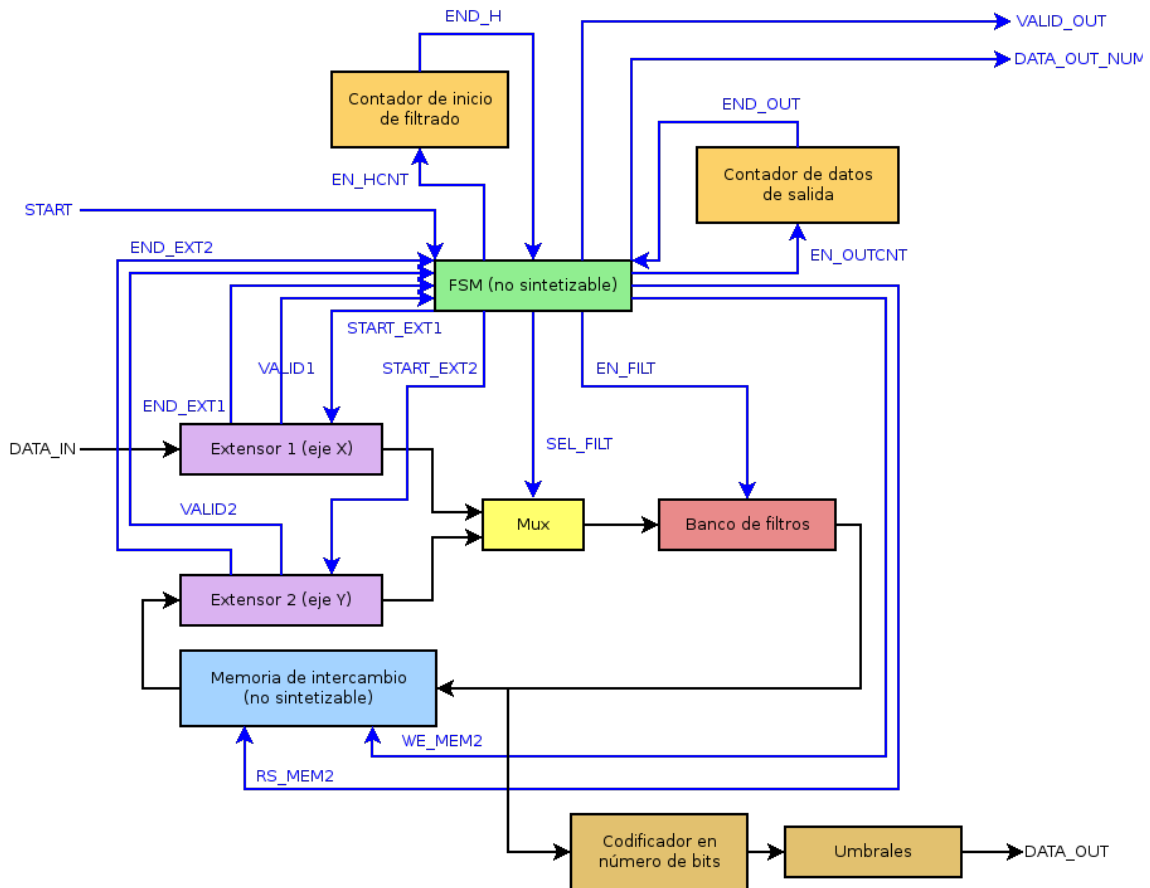 END_H
VALID_OUT
DATA_OUT_NUM
Contador de inicio
de filtrado
END_OUT
EN_HCNT
Contador de datos
de salida
START
END_EXT2
EN_OUTCNT
FSM (no sintetizable)
START_EXT1
VALID1
START_EXT2
EN_FILT
END_EXT1
DATA_IN
Extensor 1 (eje X)
SEL_FILT
VALID2
Mux
Banco de filtros
Extensor 2 (eje Y)
Memoria de intercambio
(no sintetizable)
WE_MEM2
RS_MEM2
Codificador en
número de bits
Umbrales
DATA_OUT